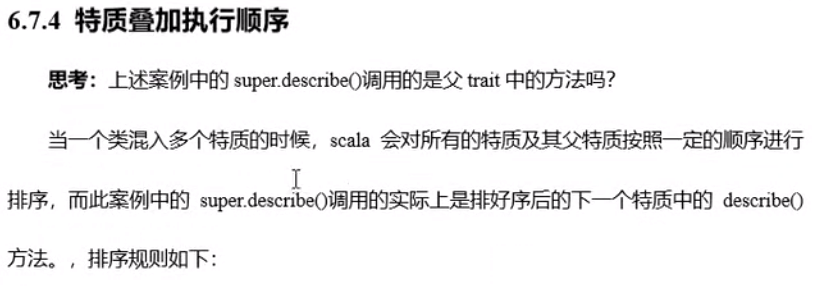 6.7.4 特质叠加执行顺序
思考：上述案例中的 super.describe()调用的是父 trait 中的方法吗？
当一个类混入多个特质的时候，scala 会对所有的特质及其父特质按照一定的顺序进行
排序，而此案例中的 super.describe()调用的实际上是排好序后的下一个特质中的 describe()
方法。，排序规则如下：